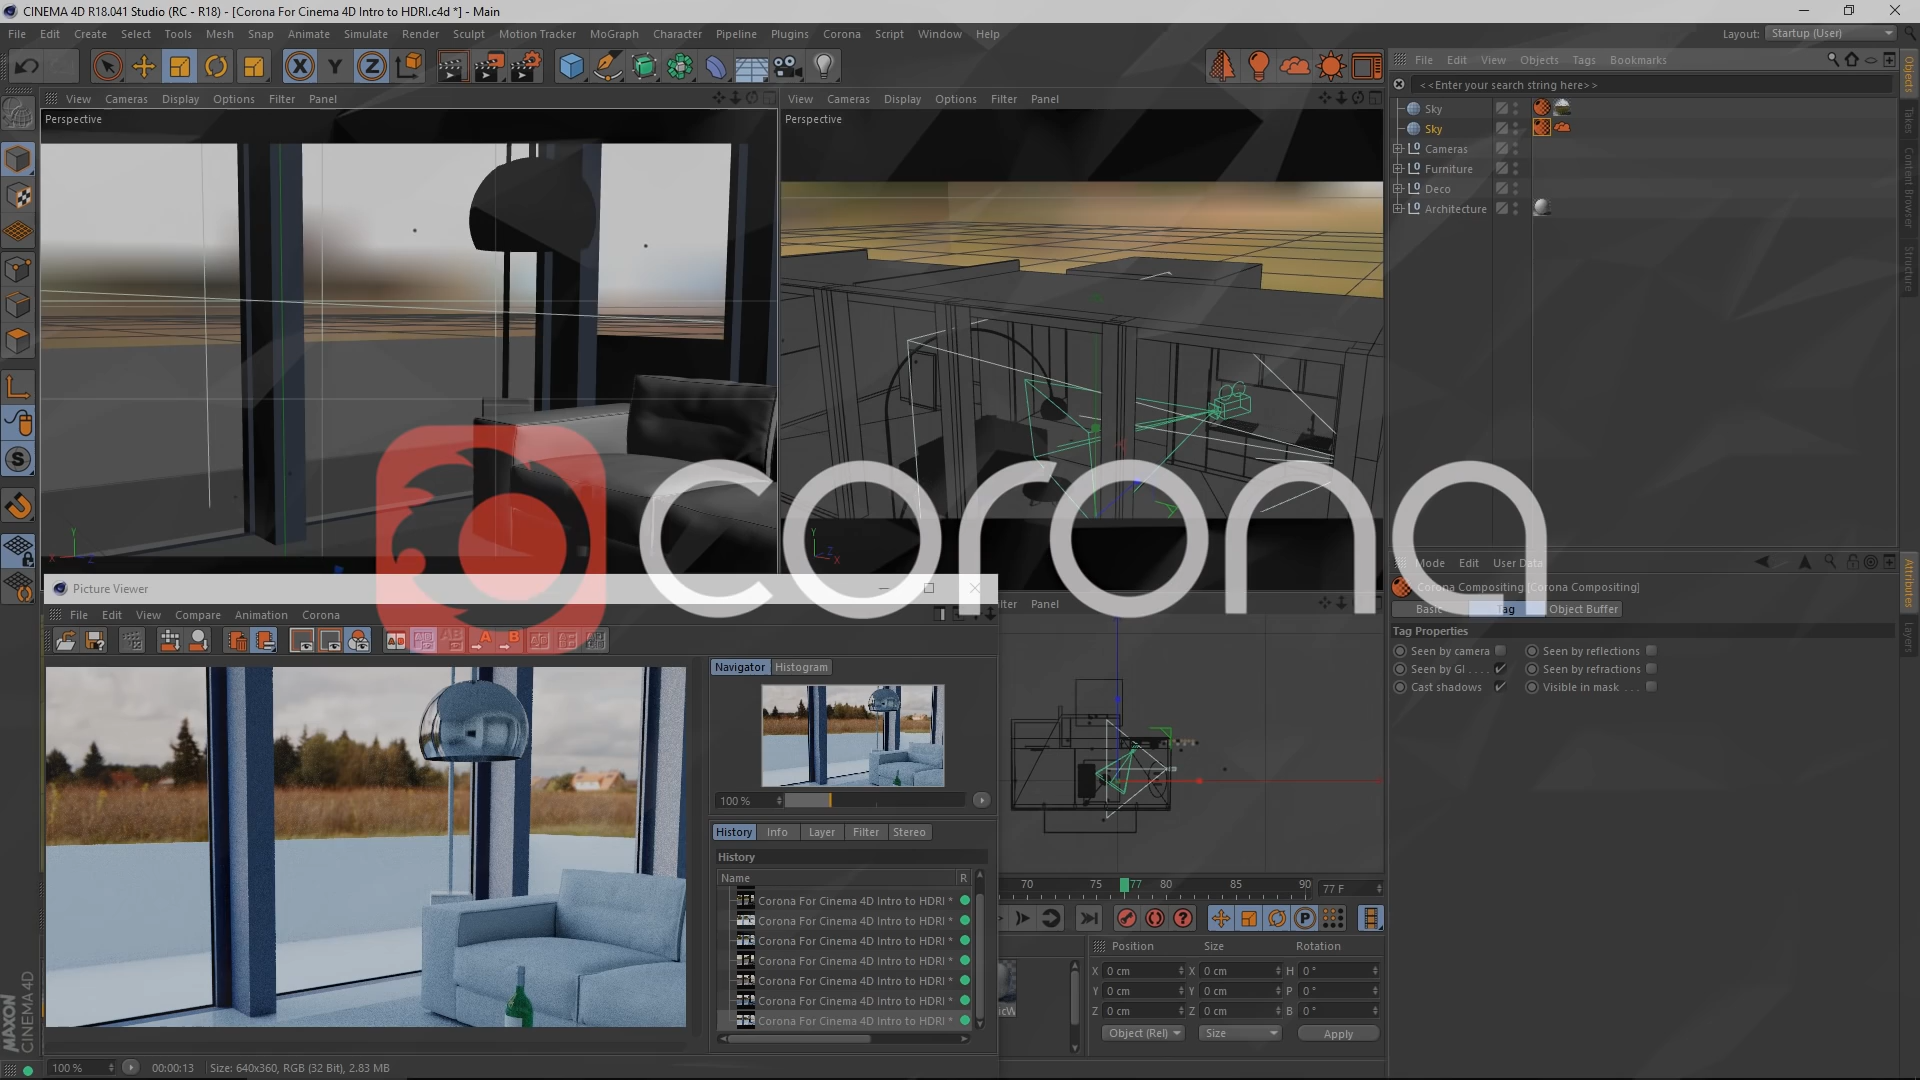 CINEMA 4D R18.041 Studio (RC - R18) - [Corona For Cinema 4D Intro to HDRI.c4d *] - Main
File Edit Create Select Tools Mesh Snap Animate Simulate Render Sculpt Motion Tracker MoGraph Character Pipeline Plugins Corona Script Window Help
Layout: Startup (User)
X Y Z
View Cameras Display Options Filter Panel
View Cameras Display Options Filter Panel
Perspective
Perspective
File Edit View Objects Tags Bookmarks
<<Enter your search string here>>
Sky
Sky
Cameras
Furniture
Deco
Architecture
Objects
Takes
Content Browser
Structure
corona
Mode Edit User Data
Corona Compositing [Corona Compositing]
Basic Tag Object Buffer
Tag Properties
Seen by camera Seen by reflections
Seen by GI . . . . Seen by refractions
Cast shadows Visible in mask . . .
Attributes
Layers
Picture Viewer
File Edit View Compare Animation Corona
Panel
Navigator Histogram
100 %
History Info Layer Filter Stereo
History
Name R
Corona For Cinema 4D Intro to HDRI *
Corona For Cinema 4D Intro to HDRI *
Corona For Cinema 4D Intro to HDRI *
Corona For Cinema 4D Intro to HDRI *
Corona For Cinema 4D Intro to HDRI *
Corona For Cinema 4D Intro to HDRI *
Corona For Cinema 4D Intro to HDRI *
70 75 77 80 85 90 77 F
Position Size Rotation
X 0 cm X 0 cm H 0 °
Y 0 cm Y 0 cm P 0 °
Z 0 cm Z 0 cm B 0 °
Object (Rel) Size Apply
MAXON
CINEMA 4D
100 % 00:00:13 Size: 640x360, RGB (32 Bit), 2.83 MB